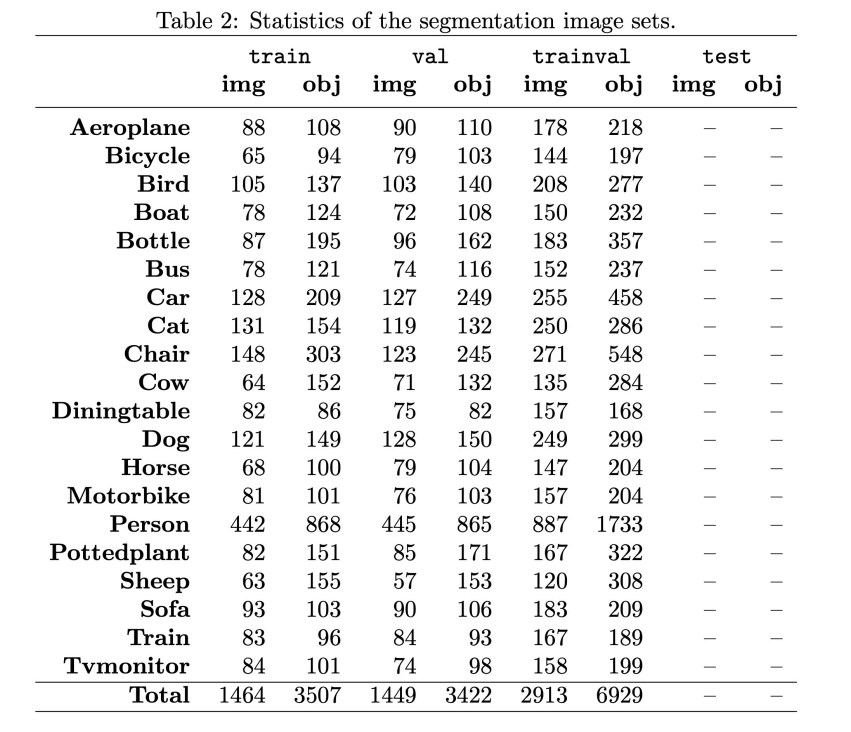 Table 2: Statistics of the segmentation image sets.
train val trainval test
img obj img obj img obj img obj
Aeroplane 88 108 90 110 178 218 – –
Bicycle 65 94 79 103 144 197 – –
Bird 105 137 103 140 208 277 – –
Boat 78 124 72 108 150 232 – –
Bottle 87 195 96 162 183 357 – –
Bus 78 121 74 116 152 237 – –
Car 128 209 127 249 255 458 – –
Cat 131 154 119 132 250 286 – –
Chair 148 303 123 245 271 548 – –
Cow 64 152 71 132 135 284 – –
Diningtable 82 86 75 82 157 168 – –
Dog 121 149 128 150 249 299 – –
Horse 68 100 79 104 147 204 – –
Motorbike 81 101 76 103 157 204 – –
Person 442 868 445 865 887 1733 – –
Pottedplant 82 151 85 171 167 322 – –
Sheep 63 155 57 153 120 308 – –
Sofa 93 103 90 106 183 209 – –
Train 83 96 84 93 167 189 – –
Tvmonitor 84 101 74 98 158 199 – –
Total 1464 3507 1449 3422 2913 6929 – –